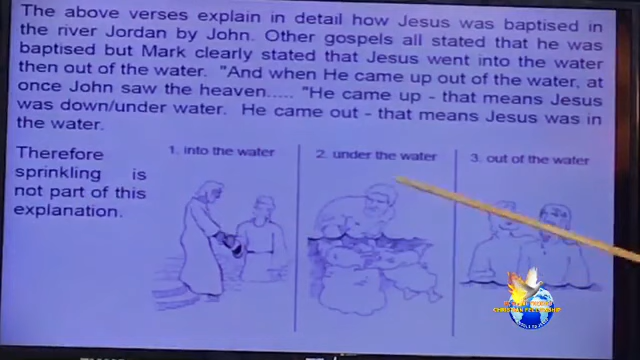 The above verses explain in detail how Jesus was baptised in
the river Jordan by John. Other gospels all stated that he was
baptised but Mark clearly stated that Jesus went into the water
then out of the water. "And when He came up out of the water, at
once John saw the heaven..... "He came up - that means Jesus
was down/under water. He came out - that means Jesus was in
the water.
Therefore
sprinkling is
not part of this
explanation.
1. into the water
2. under the water
3. out of the water
CHRISTIAN FELLOWSHIP